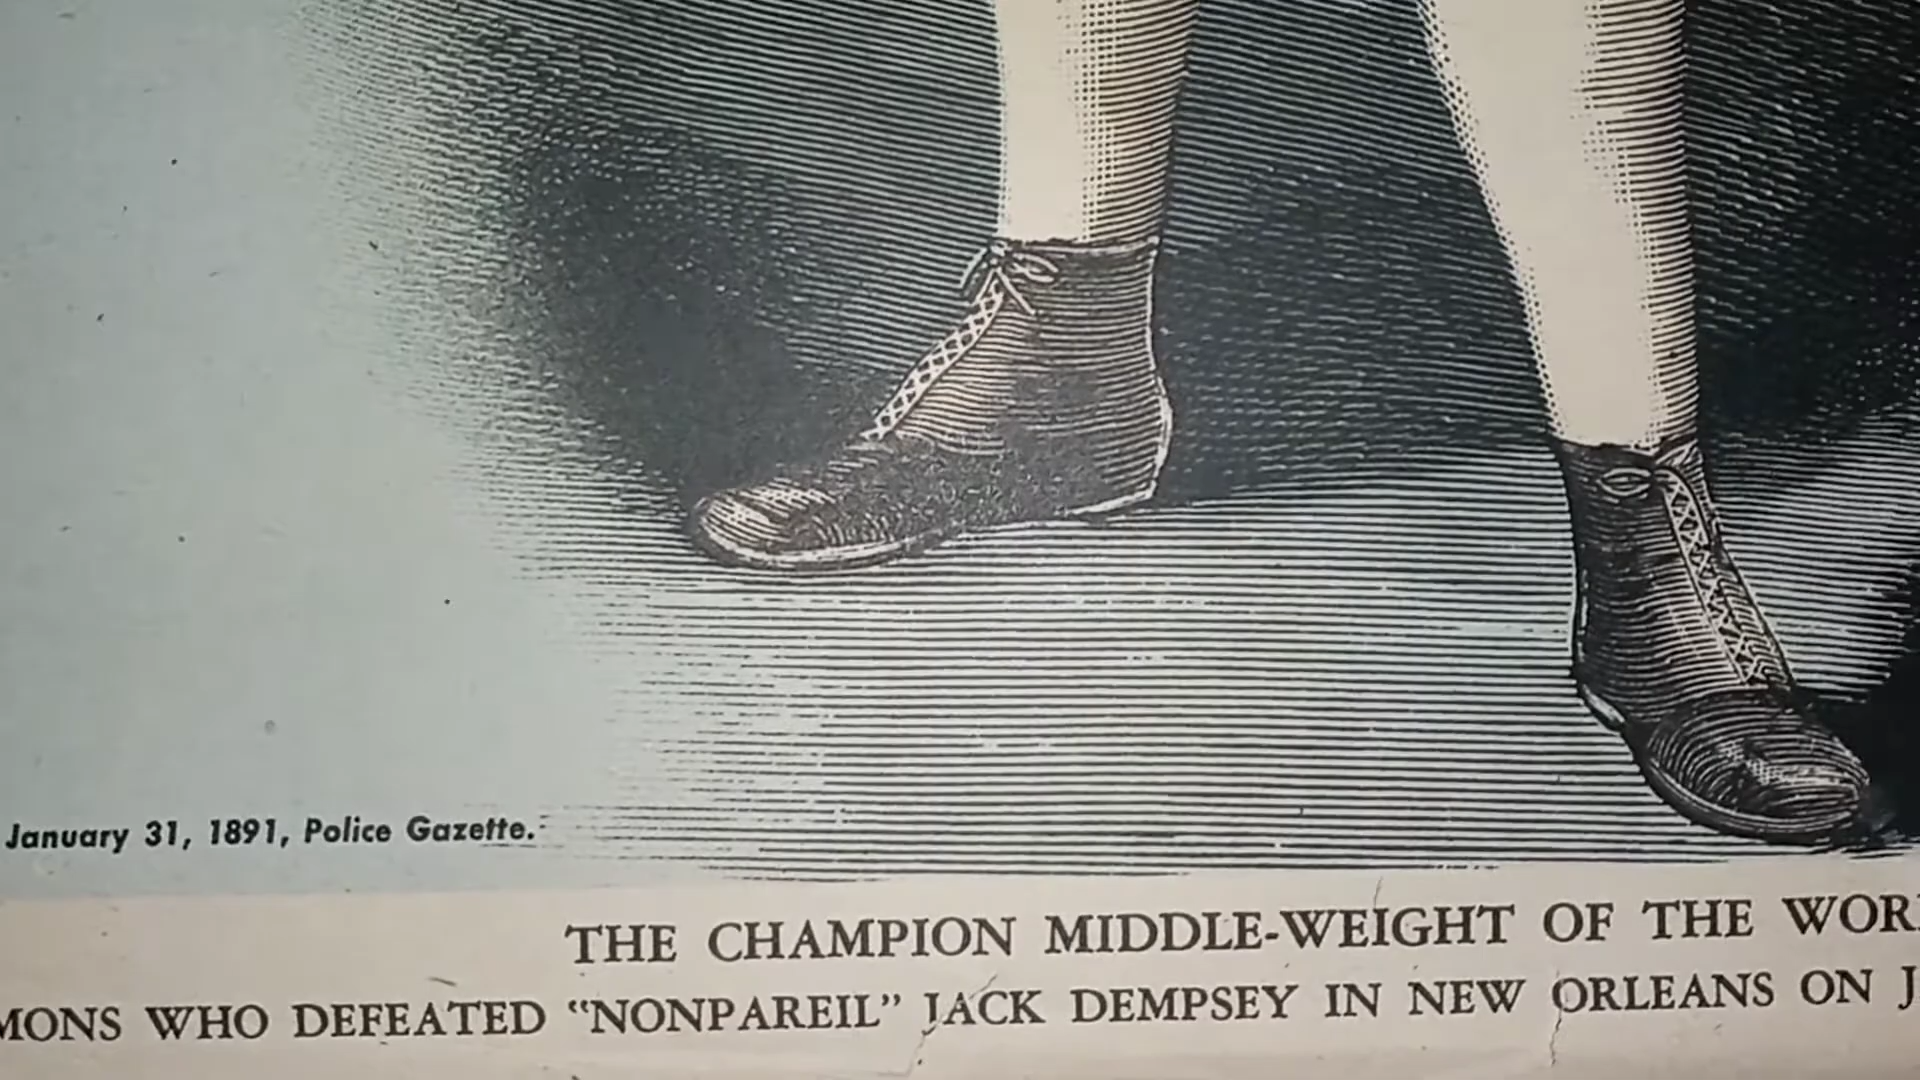 January 31, 1891, Police Gazette.
THE CHAMPION MIDDLE-WEIGHT OF THE WOR
MONS WHO DEFEATED “NONPAREIL” JACK DEMPSEY IN NEW ORLEANS ON J